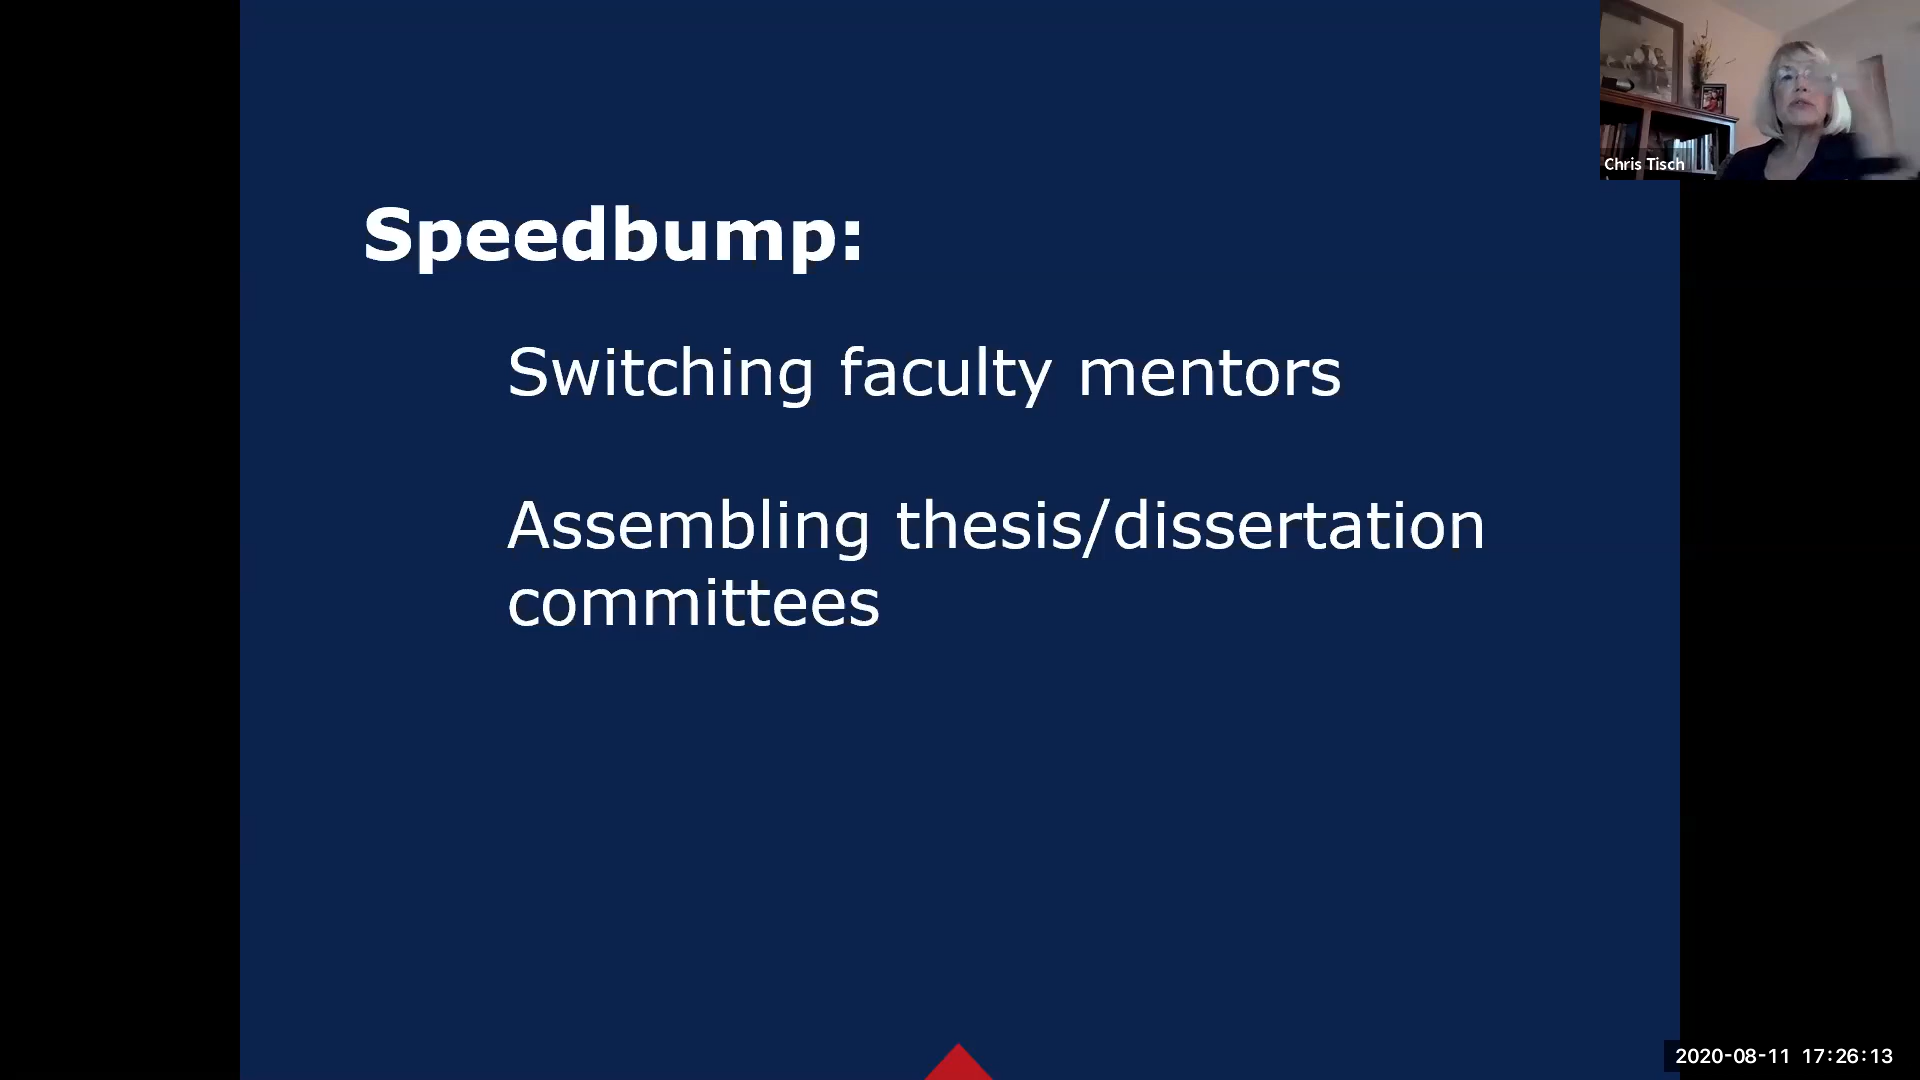 Chris Tisch
Speedbump:
Switching faculty mentors
Assembling thesis/dissertation
committees
2020-08-11 17:26:13